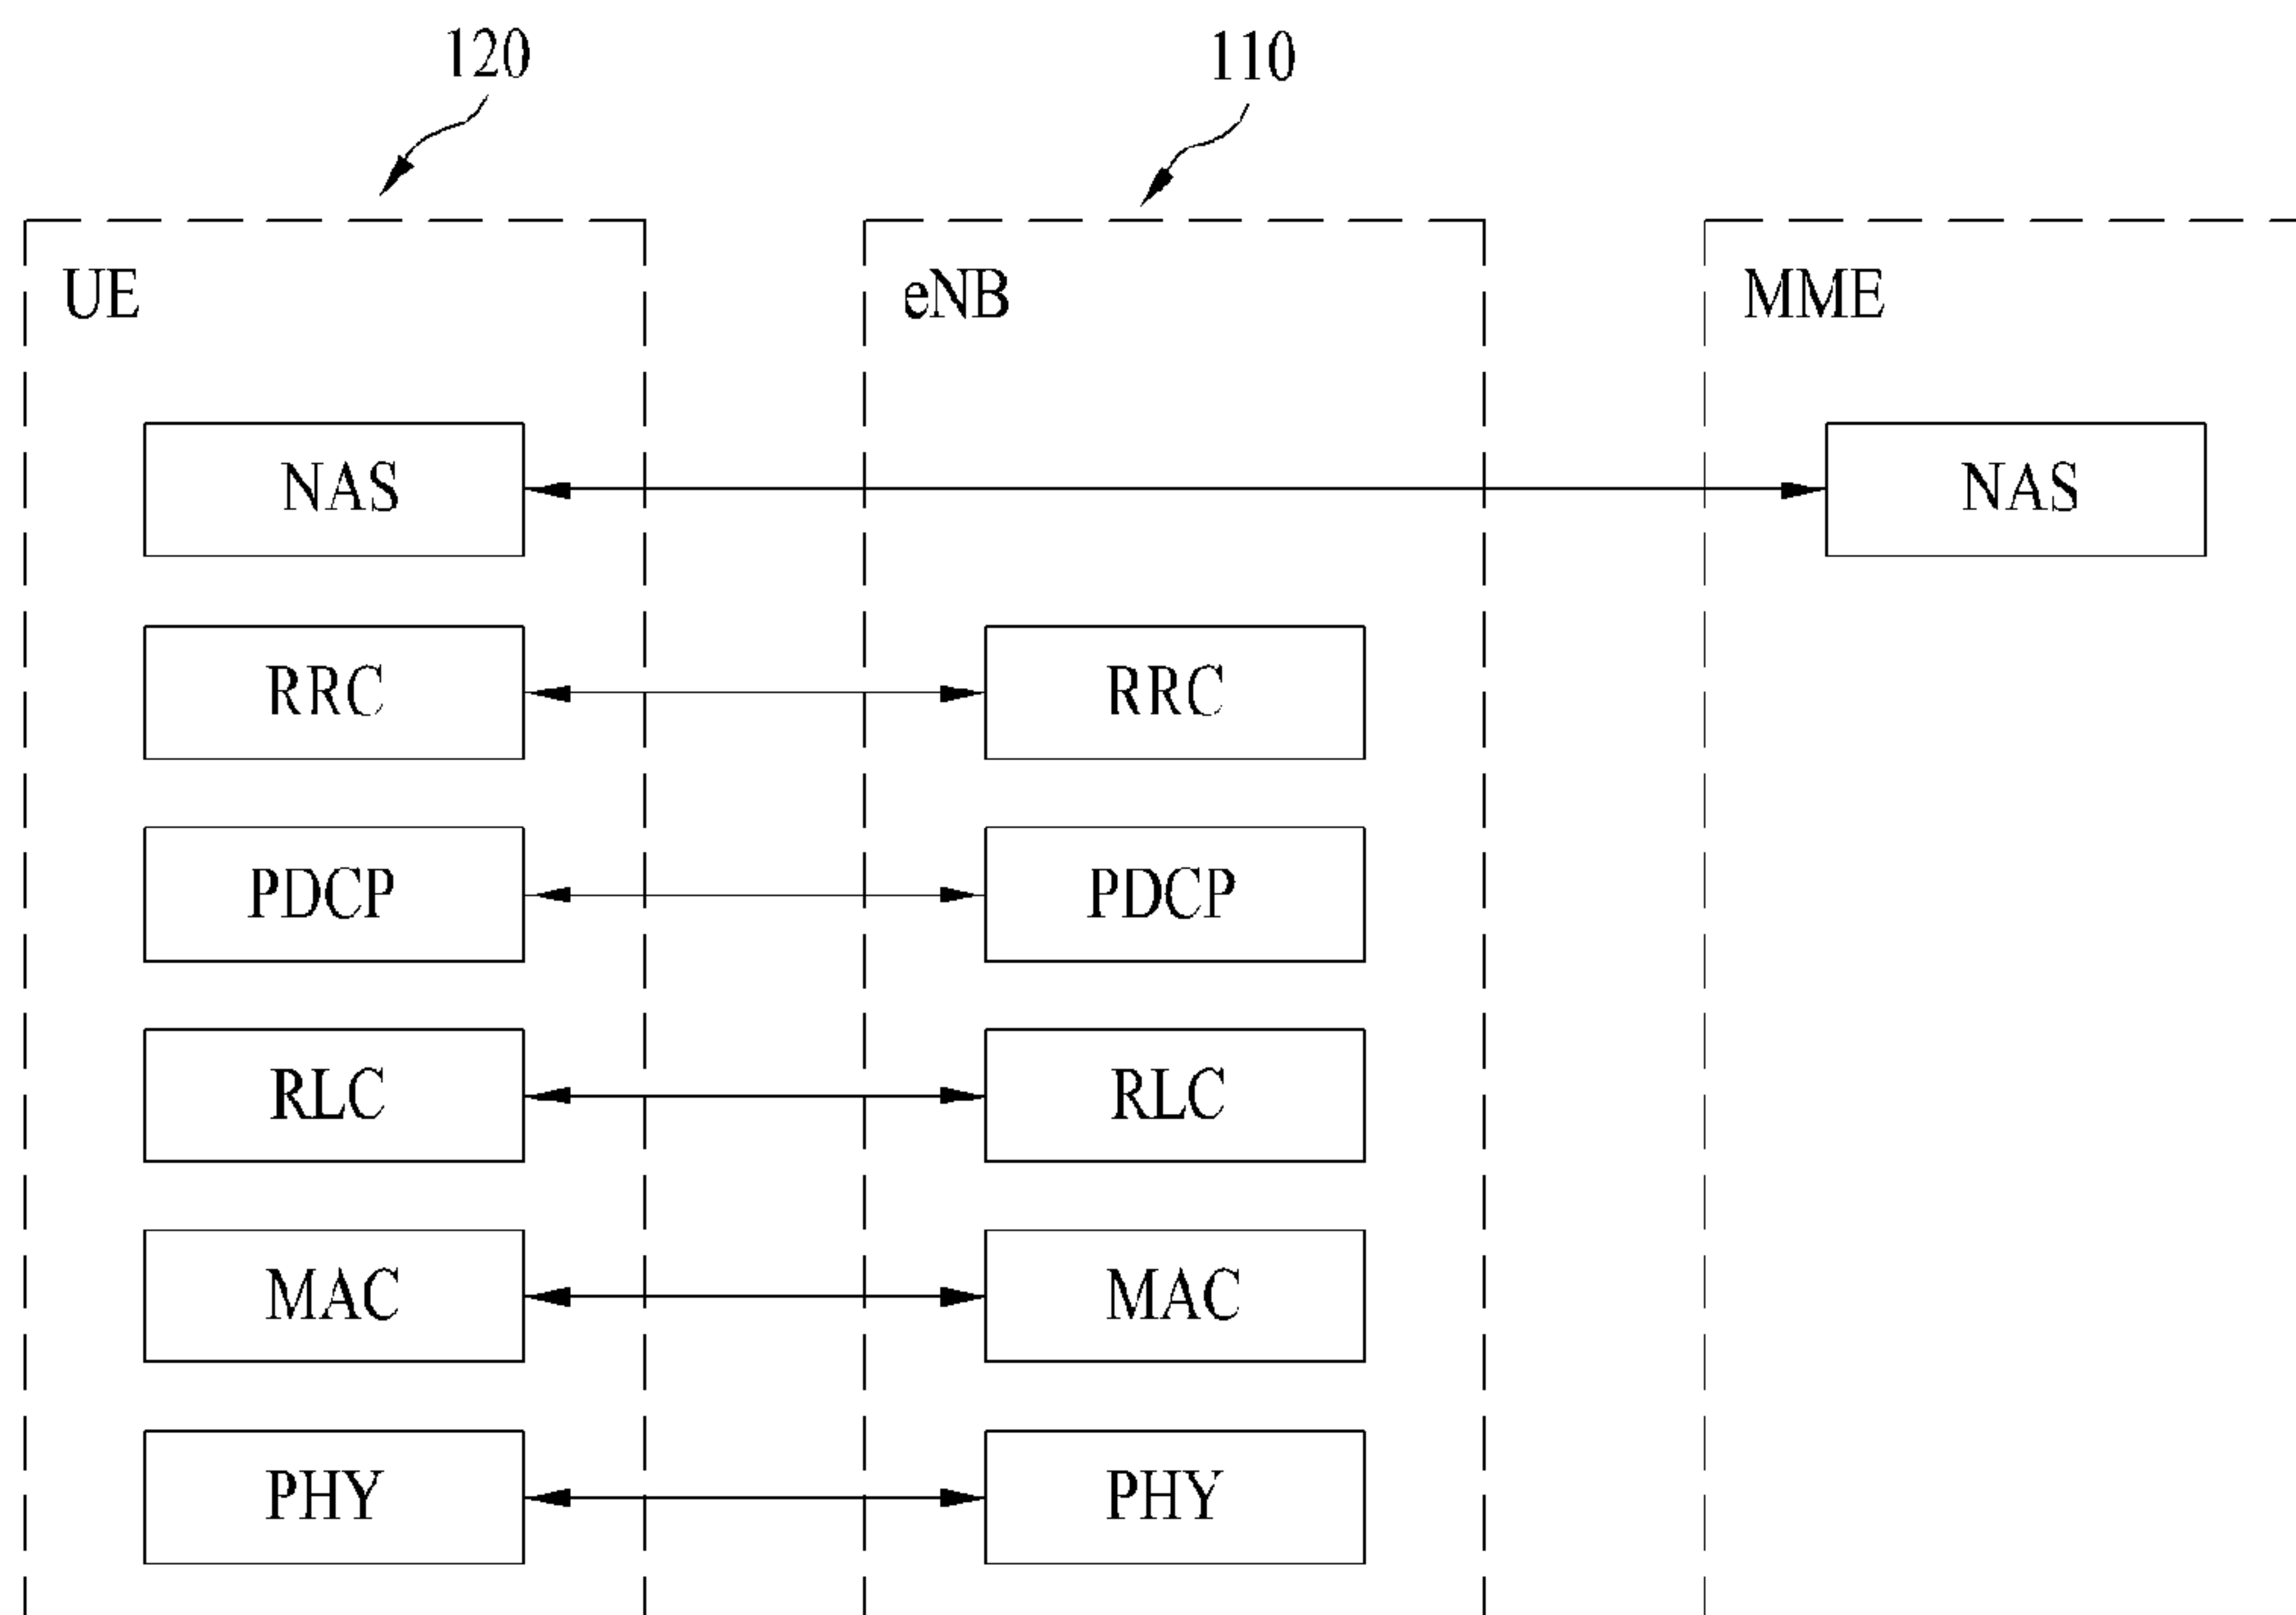 120 110
UE eNB MME
NAS NAS
RRC RRC
PDCP PDCP
RLC RLC
MAC MAC
PHY PHY